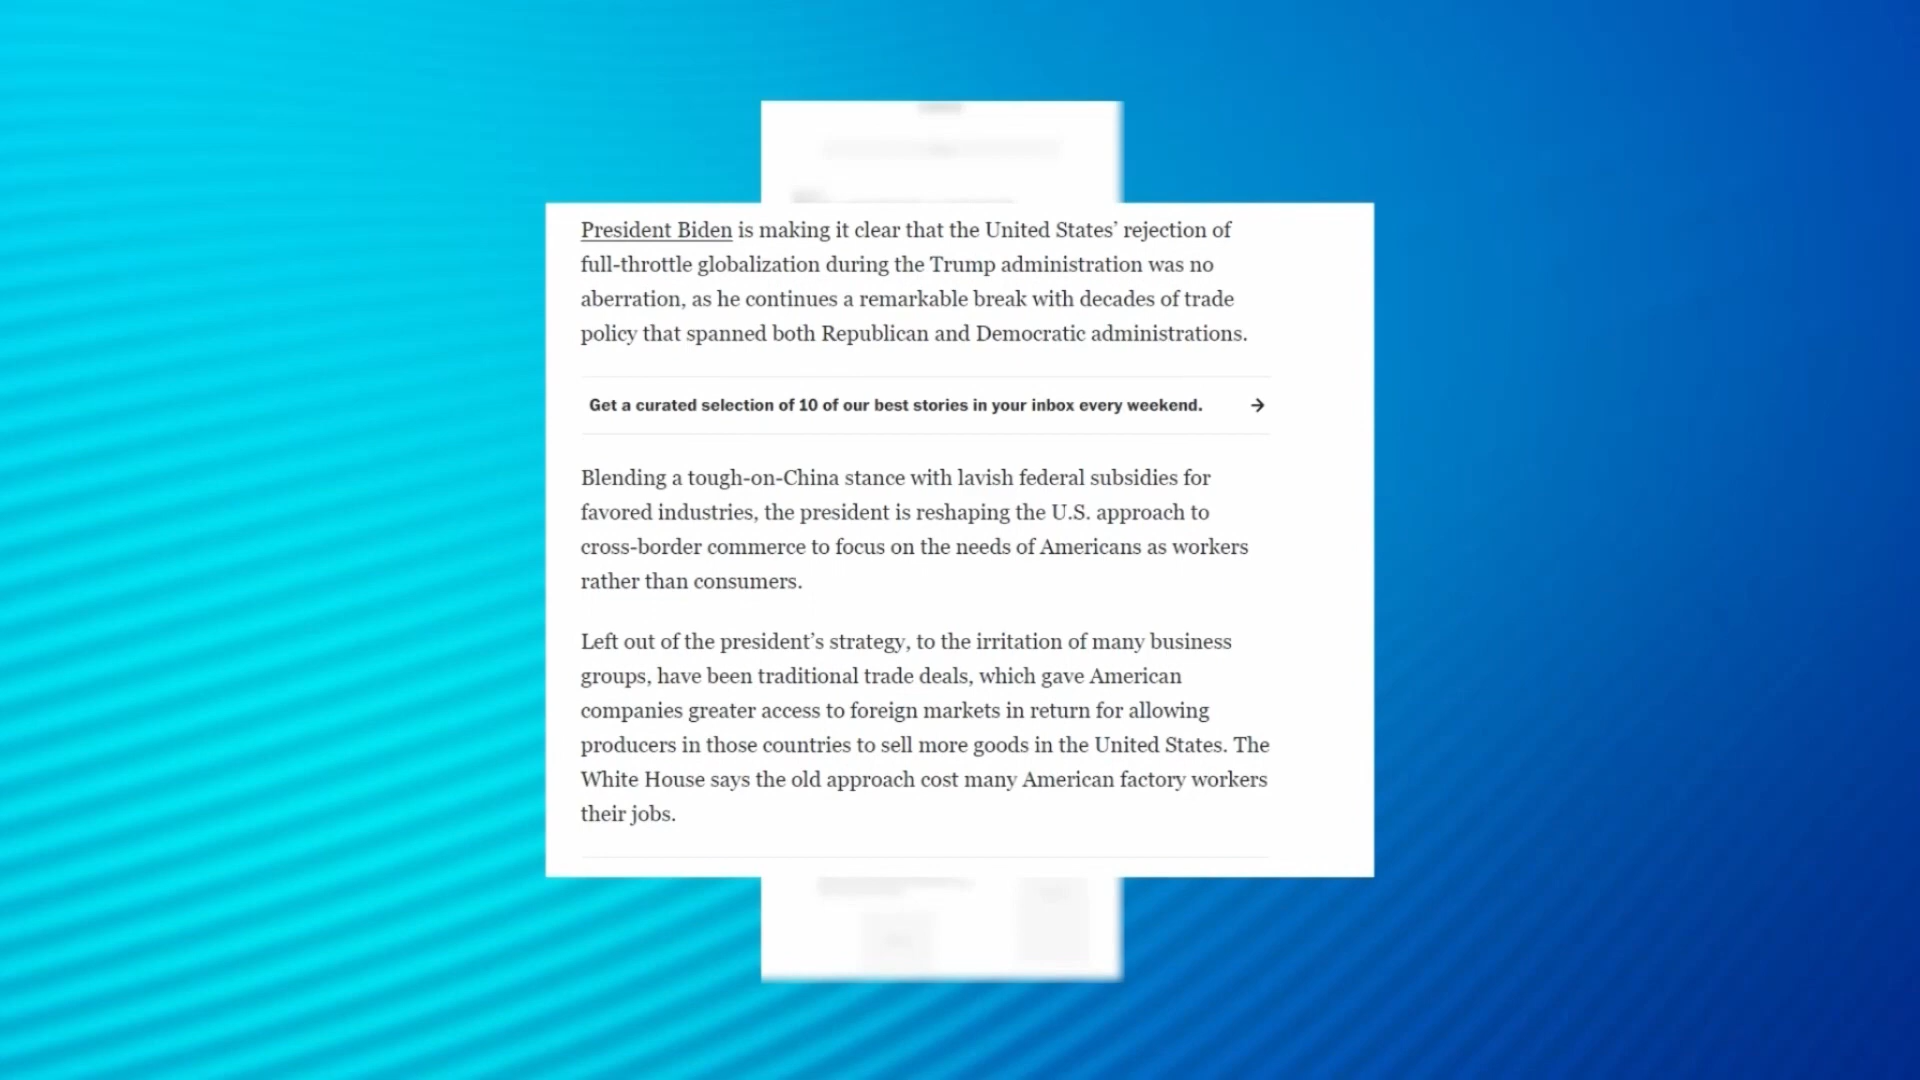 President Biden is making it clear that the United States’ rejection of
full-throttle globalization during the Trump administration was no
aberration, as he continues a remarkable break with decades of trade
policy that spanned both Republican and Democratic administrations.
Get a curated selection of 10 of our best stories in your inbox every weekend. →
Blending a tough-on-China stance with lavish federal subsidies for
favored industries, the president is reshaping the U.S. approach to
cross-border commerce to focus on the needs of Americans as workers
rather than consumers.
Left out of the president’s strategy, to the irritation of many business
groups, have been traditional trade deals, which gave American
companies greater access to foreign markets in return for allowing
producers in those countries to sell more goods in the United States. The
White House says the old approach cost many American factory workers
their jobs.